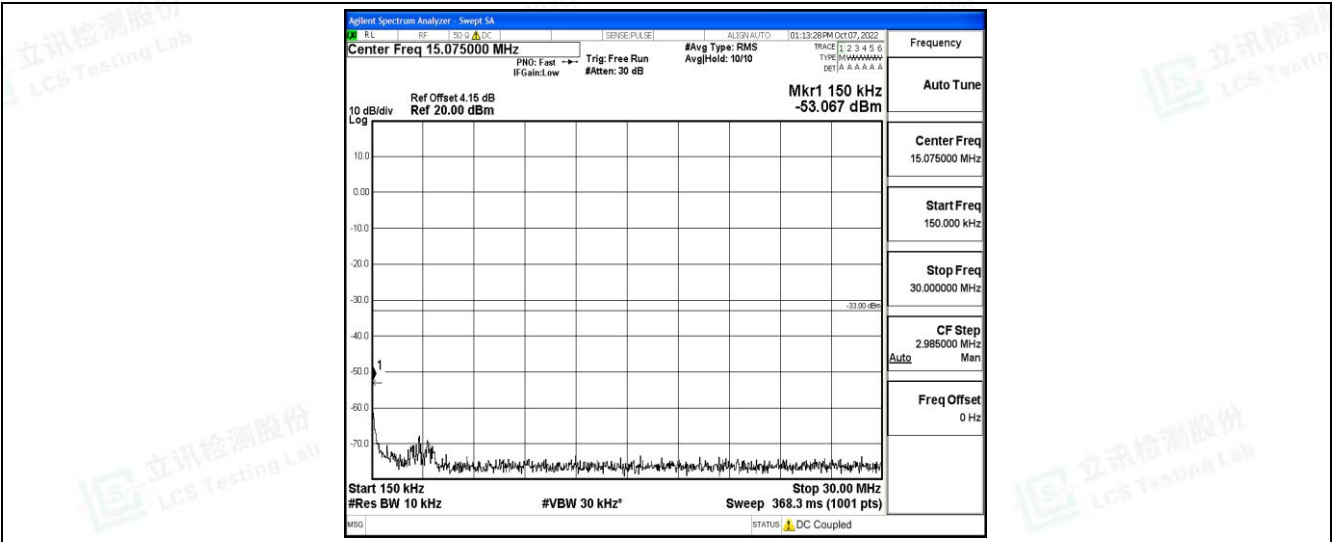 Agilent Spectrum Analyzer - Swept SA
RL RF 50 Ω DC SENSE:PULSE ALIGN AUTO 01:13:28 PM Oct 07, 2022
Center Freq 15.075000 MHz
PNO: Fast
IFGain:Low
Trig: Free Run
#Atten: 30 dB
#Avg Type: RMS
Avg|Hold: 10/10
TRACE 1 2 3 4 5 6
TYPE M
DET A A A A A A
Mkr1 150 kHz
-53.067 dBm
Ref Offset 4.15 dB
10 dB/div Ref 20.00 dBm
Log
10.0
0.00
-10.0
-20.0
-30.0
-33.00 dBm
-40.0
-50.0
1
-60.0
-70.0
Start 150 kHz Stop 30.00 MHz
#Res BW 10 kHz #VBW 30 kHz* Sweep 368.3 ms (1001 pts)
MSG STATUS DC Coupled
Frequency
Auto Tune
Center Freq
15.075000 MHz
Start Freq
150.000 kHz
Stop Freq
30.000000 MHz
CF Step
2.985000 MHz
Auto Man
Freq Offset
0 Hz
立讯检测股份
LCS Testing Lab
立讯检测股份
LCS Testing Lab
立讯检测股份
LCS Testing Lab
立讯检测股份
LCS Testing Lab